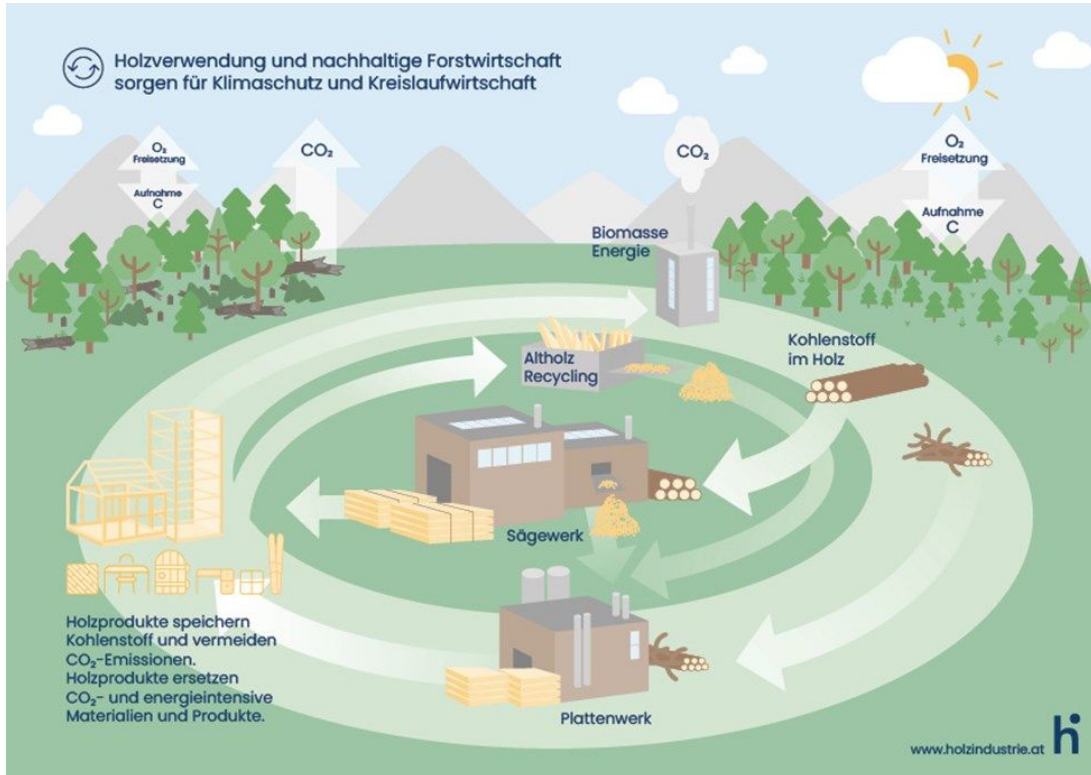 Holzverwendung und nachhaltige Forstwirtschaft
sorgen für Klimaschutz und Kreislaufwirtschaft
O₂
Freisetzung
Aufnahme
C
CO₂
CO₂
O₂
Freisetzung
Aufnahme
C
Biomasse
Energie
Altholz
Recycling
Kohlenstoff
im Holz
Sägewerk
Holzprodukte speichern
Kohlenstoff und vermeiden
CO₂-Emissionen.
Holzprodukte ersetzen
CO₂- und energieintensive
Materialien und Produkte.
Plattenwerk
www.holzindustrie.at
hi